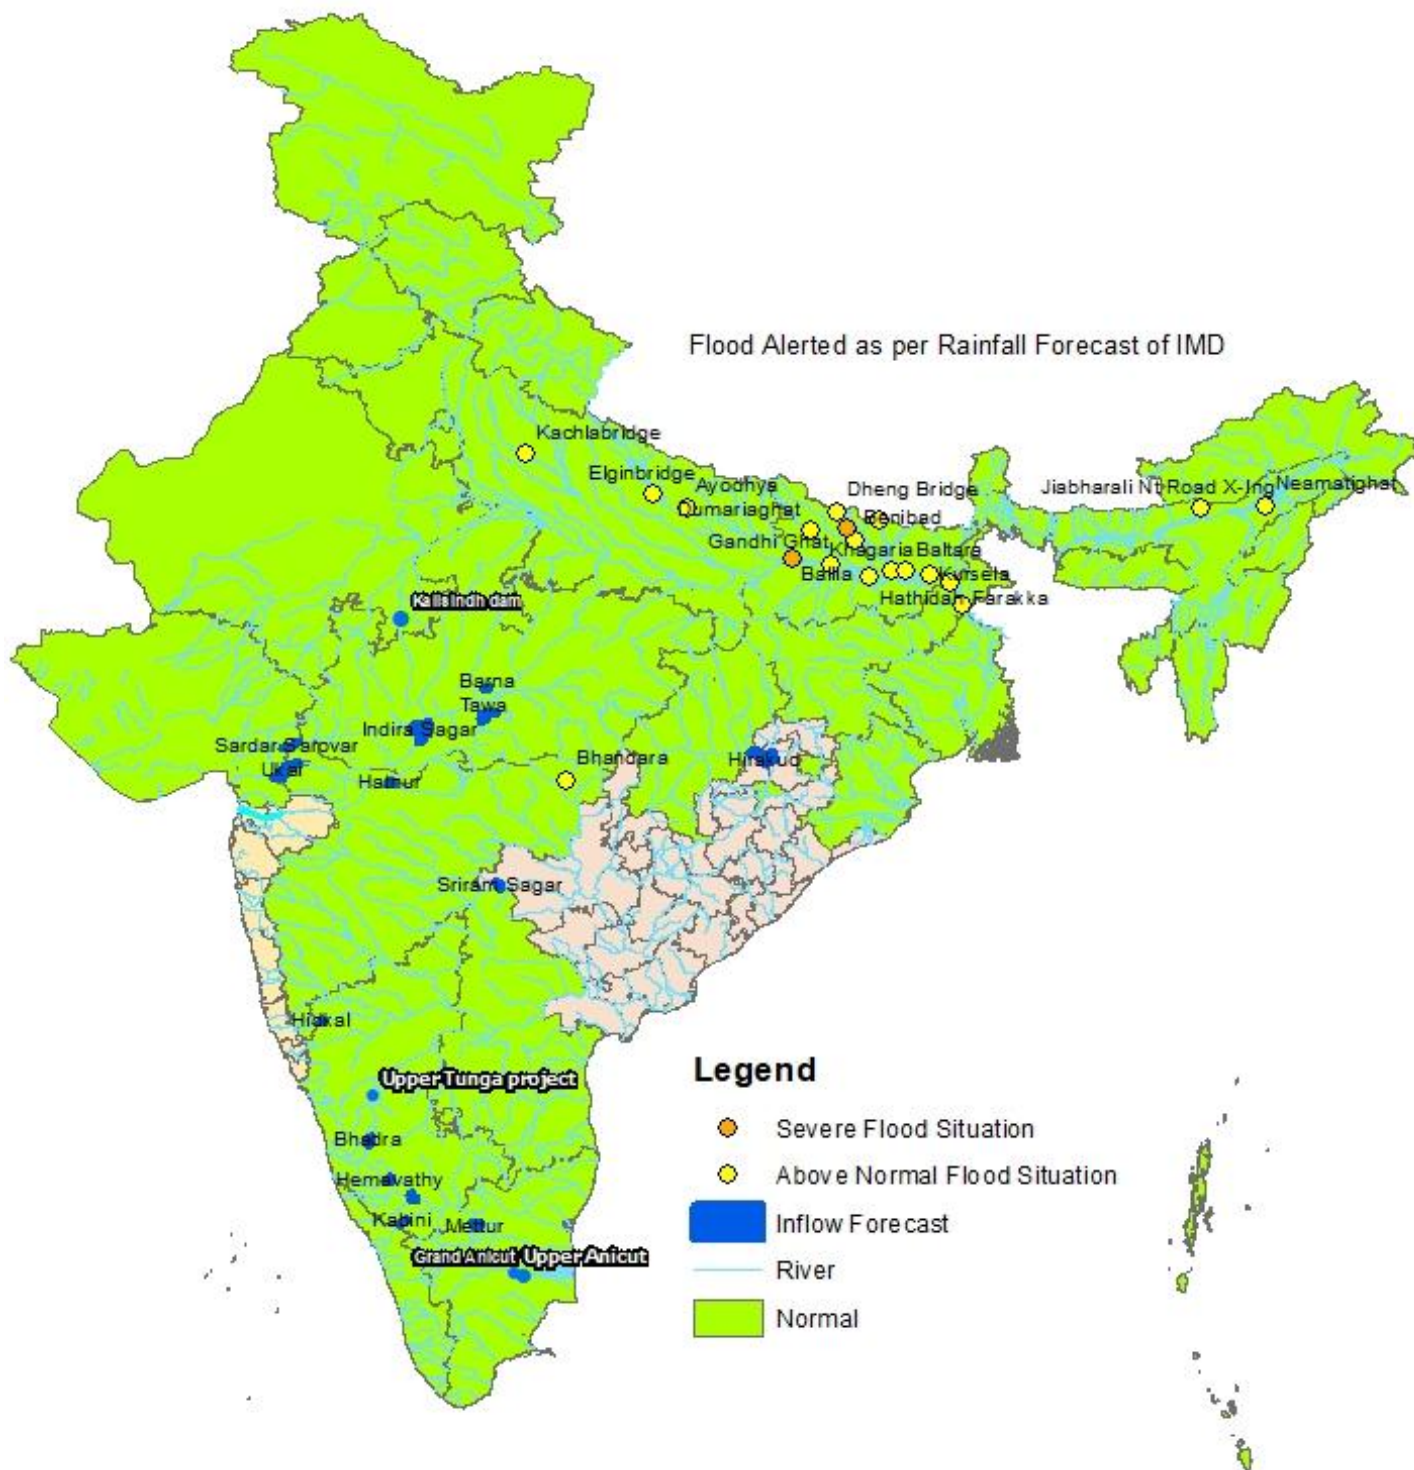 Flood Alerted as per Rainfall Forecast of IMD
Kachlabridge
Elginbridge
Ayodhya
Dheng Bridge
Jiabharali Nt Road X-Ing
Neamatighat
Benibad
Gandhi Ghat
Khagaria
Baltara
Kursela
Hathidah
Farakka
Kalisindh dam
Barna
Tawa
Indira Sagar
Sardar Sarovar
Ukai
Bhandara
Hirakud
Sriram Sagar
Hidkal
Upper Tunga project
Bhadra
Hemavathy
Kabini
Mettur
Grand Anicut
Upper Anicut
Legend
Severe Flood Situation
Above Normal Flood Situation
Inflow Forecast
River
Normal